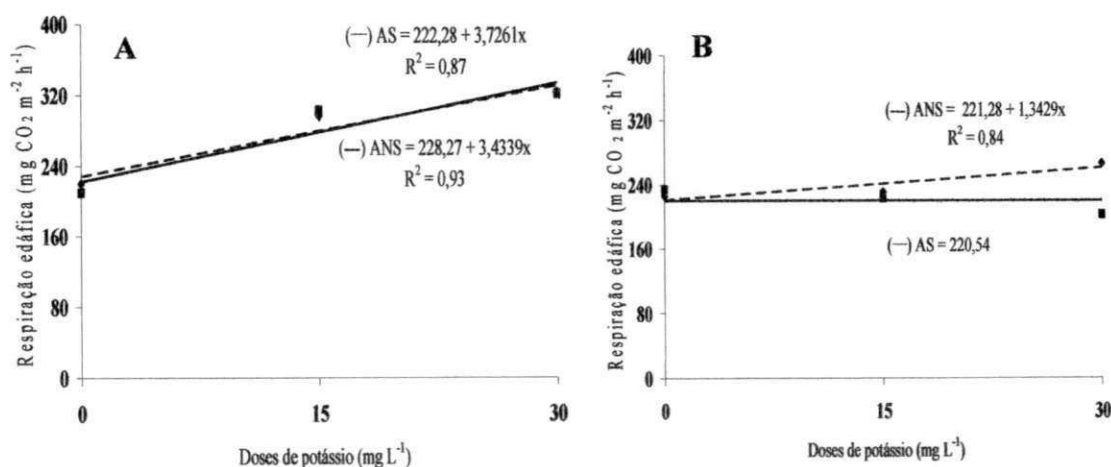 A
Respiração edáfica (mg CO2 m-2 h-1)
400
320
240
160
80
0
(—) AS = 222,28 + 3,7261x
R2 = 0,87
(---) ANS = 228,27 + 3,4339x
R2 = 0,93
0 15 30
Doses de potássio (mg L-1)
B
Respiração edáfica (mg CO2 m-2 h-1)
400
320
240
160
80
0
(---) ANS = 221,28 + 1,3429x
R2 = 0,84
(—) AS = 220,54
0 15 30
Doses de potássio (mg L-1)